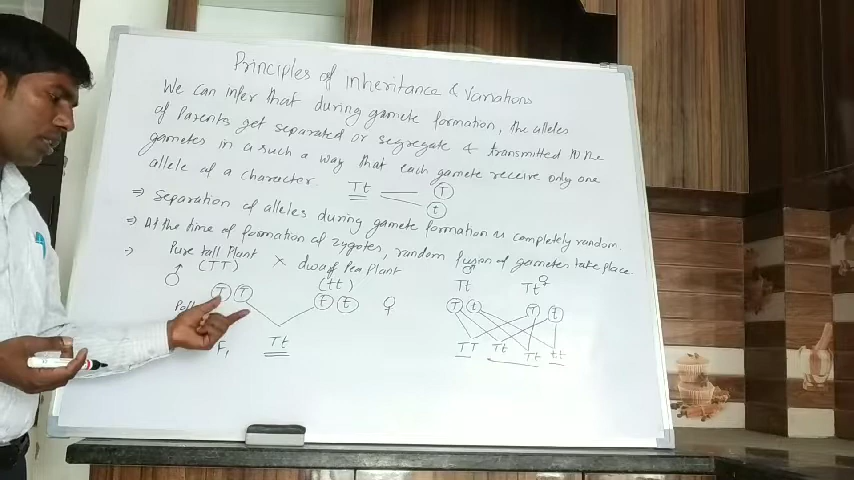 Principles of inheritance & variations
We can infer that during gamete formation, the alleles
of Parents get separated or segregate & transmitted to the
gametes in a such a way that each gamete receive only one
allele of a character.
Tt T
t
⇒ Separation of alleles during gamete formation is completely random.
⇒ At the time of formation of zygotes, random fusion of gametes take place
⇒ Pure tall Plant × dwarf Pea Plant
(TT) (tt)
♂ T T t t ♀
F1 Tt
♂ ♀
Tt Tt
T t T t
TT Tt Tt tt